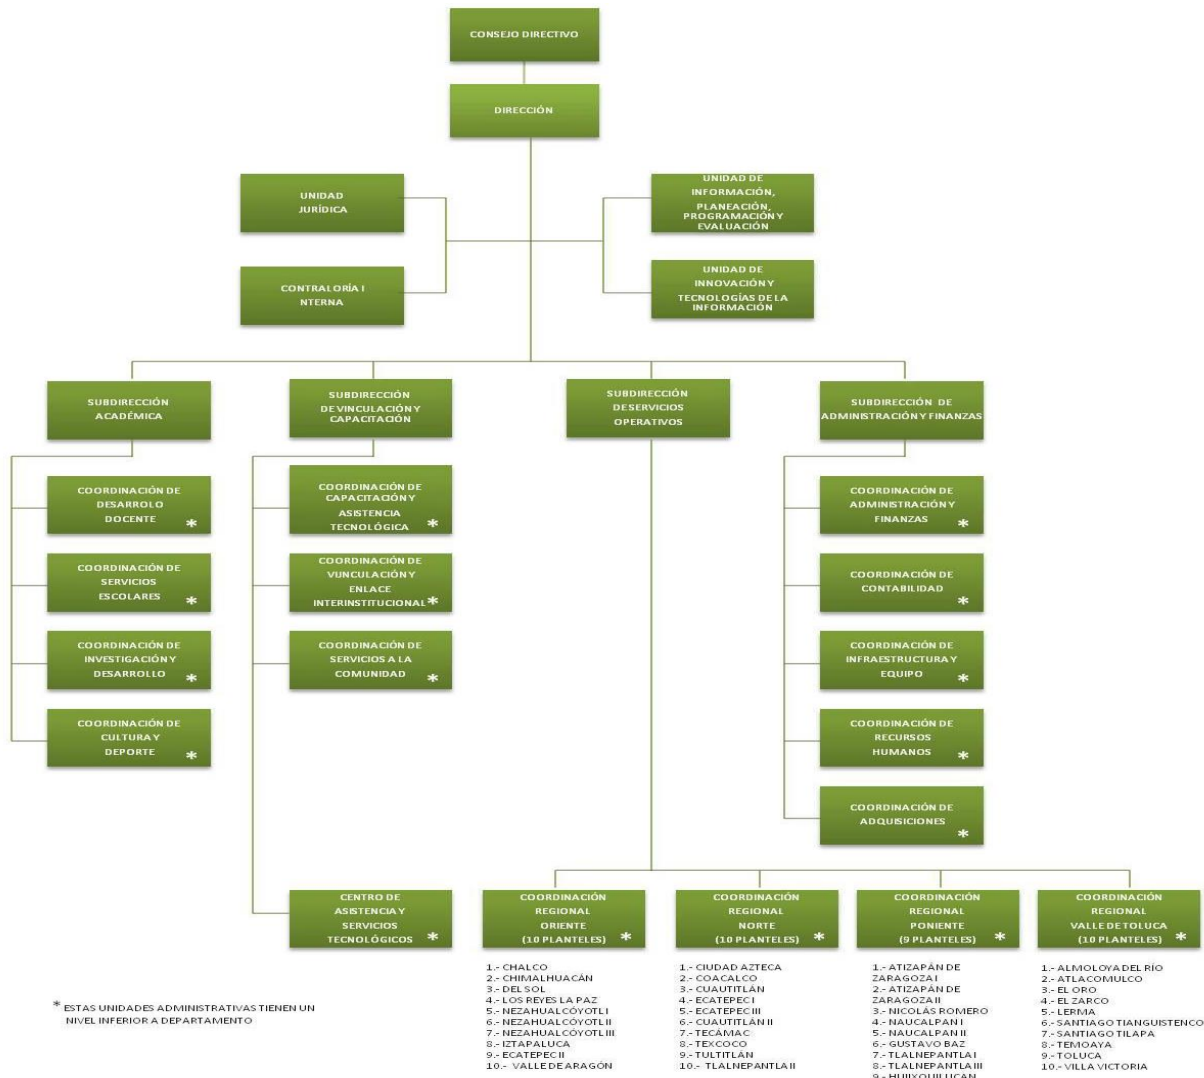 CONSEJO DIRECTIVO
DIRECCIÓN
UNIDAD
JURÍDICA
UNIDAD DE
INFORMACIÓN,
PLANEACIÓN,
PROGRAMACIÓN Y
EVALUACIÓN
CONTRALORÍA I
NTERNA
UNIDAD DE
INNOVACIÓN Y
TECNOLOGÍAS DE LA
INFORMACIÓN
SUBDIRECCIÓN
ACADÉMICA
SUBDIRECCIÓN
DE VINCULACIÓN Y
CAPACITACIÓN
SUBDIRECCIÓN
DE SERVICIOS
OPERATIVOS
SUBDIRECCIÓN DE
ADMINISTRACIÓN Y FINANZAS
COORDINACIÓN DE
DESARROLO
DOCENTE *
COORDINACIÓN DE
SERVICIOS
ESCOLARES *
COORDINACIÓN DE
INVESTIGACIÓN Y
DESARROLLO *
COORDINACIÓN DE
CULTURA Y
DEPORTE *
COORDINACIÓN DE
CAPACITACIÓN Y
ASISTENCIA
TECNOLÓGICA *
COORDINACIÓN DE
VINCULACIÓN Y
ENLACE
INTERINSTITUCIONAL *
COORDINACIÓN DE
SERVICIOS A LA
COMUNIDAD *
CENTRO DE
ASISTENCIA Y
SERVICIOS
TECNOLÓGICOS *
COORDINACIÓN DE
ADMINISTRACIÓN Y
FINANZAS *
COORDINACIÓN DE
CONTABILIDAD *
COORDINACIÓN DE
INFRAESTRUCTURA Y
EQUIPO *
COORDINACIÓN DE
RECURSOS
HUMANOS *
COORDINACIÓN DE
ADQUISICIONES *
COORDINACIÓN
REGIONAL
ORIENTE
(10 PLANTELES) *
1.- CHALCO
2.- CHIMALHUACÁN
3.- DEL SOL
4.- LOS REYES LA PAZ
5.- NEZAHUALCÓYOTL I
6.- NEZAHUALCÓYOTL II
7.- NEZAHUALCÓYOTL III
8.- IZTAPALUCA
9.- ECATEPEC II
10.- VALLE DE ARAGÓN
COORDINACIÓN
REGIONAL
NORTE
(10 PLANTELES) *
1.- CIUDAD AZTECA
2.- COACALCO
3.- CUAUTITLÁN
4.- ECATEPEC I
5.- ECATEPEC III
6.- CUAUTITLÁN II
7.- TECÁMAC
8.- TEXCOCO
9.- TULTITLÁN
10.- TLALNEPANTLA II
COORDINACIÓN
REGIONAL
PONIENTE
(9 PLANTELES) *
1.- ATIZAPÁN DE
ZARAGOZA I
2.- ATIZAPÁN DE
ZARAGOZA II
3.- NICOLÁS ROMERO
4.- NAUCALPAN I
5.- NAUCALPAN II
6.- GUSTAVO BAZ
7.- TLALNEPANTLA I
8.- TLALNEPANTLA III
9.- HUIXQUILUCAN
COORDINACIÓN
REGIONAL
VALLE DE TOLUCA
(10 PLANTELES) *
1.- ALMOLOYA DEL RÍO
2.- ATLACOMULCO
3.- EL ORO
4.- EL ZARCO
5.- LERMA
6.- SANTIAGO TIANGUISTENCO
7.- SANTIAGO TILAPA
8.- TEMOAYA
9.- TOLUCA
10.- VILLA VICTORIA
* ESTAS UNIDADES ADMINISTRATIVAS TIENEN UN
NIVEL INFERIOR A DEPARTAMENTO